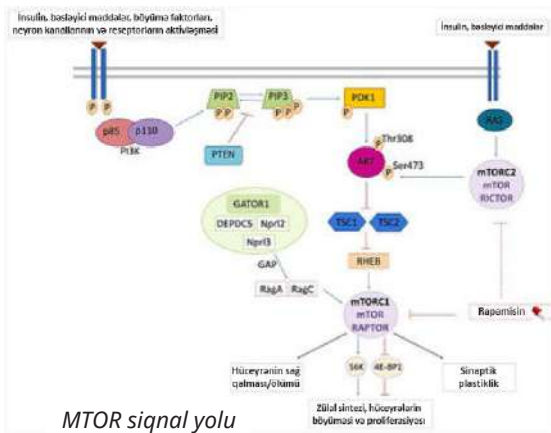 İnsulin, bəsləyici maddələr, böyümə faktorları,
neyron kanallarının və reseptorların aktivləşməsi
İnsulin, bəsləyici maddələr
P P
PIP2
PIP3
P P
P P P
PDK1
P
p85 p110
PI3K
PTEN
RAS
P Thr308
AKT
P Ser473
mTORC2
mTOR
RICTOR
TSC1 TSC2
GATOR1
DEPDC5 Nprl2
Nprl3
GAP
RHEB
RagA RagC
mTORC1
mTOR
RAPTOR
Rapamisin
Hüceyrənin sağ
qalması/ölümü
S6K
4E-BP1
Sinaptik
plastiklik
Zülal sintezi, hüceyrələrin
böyüməsi və proliferasiyası
MTOR siqnal yolu